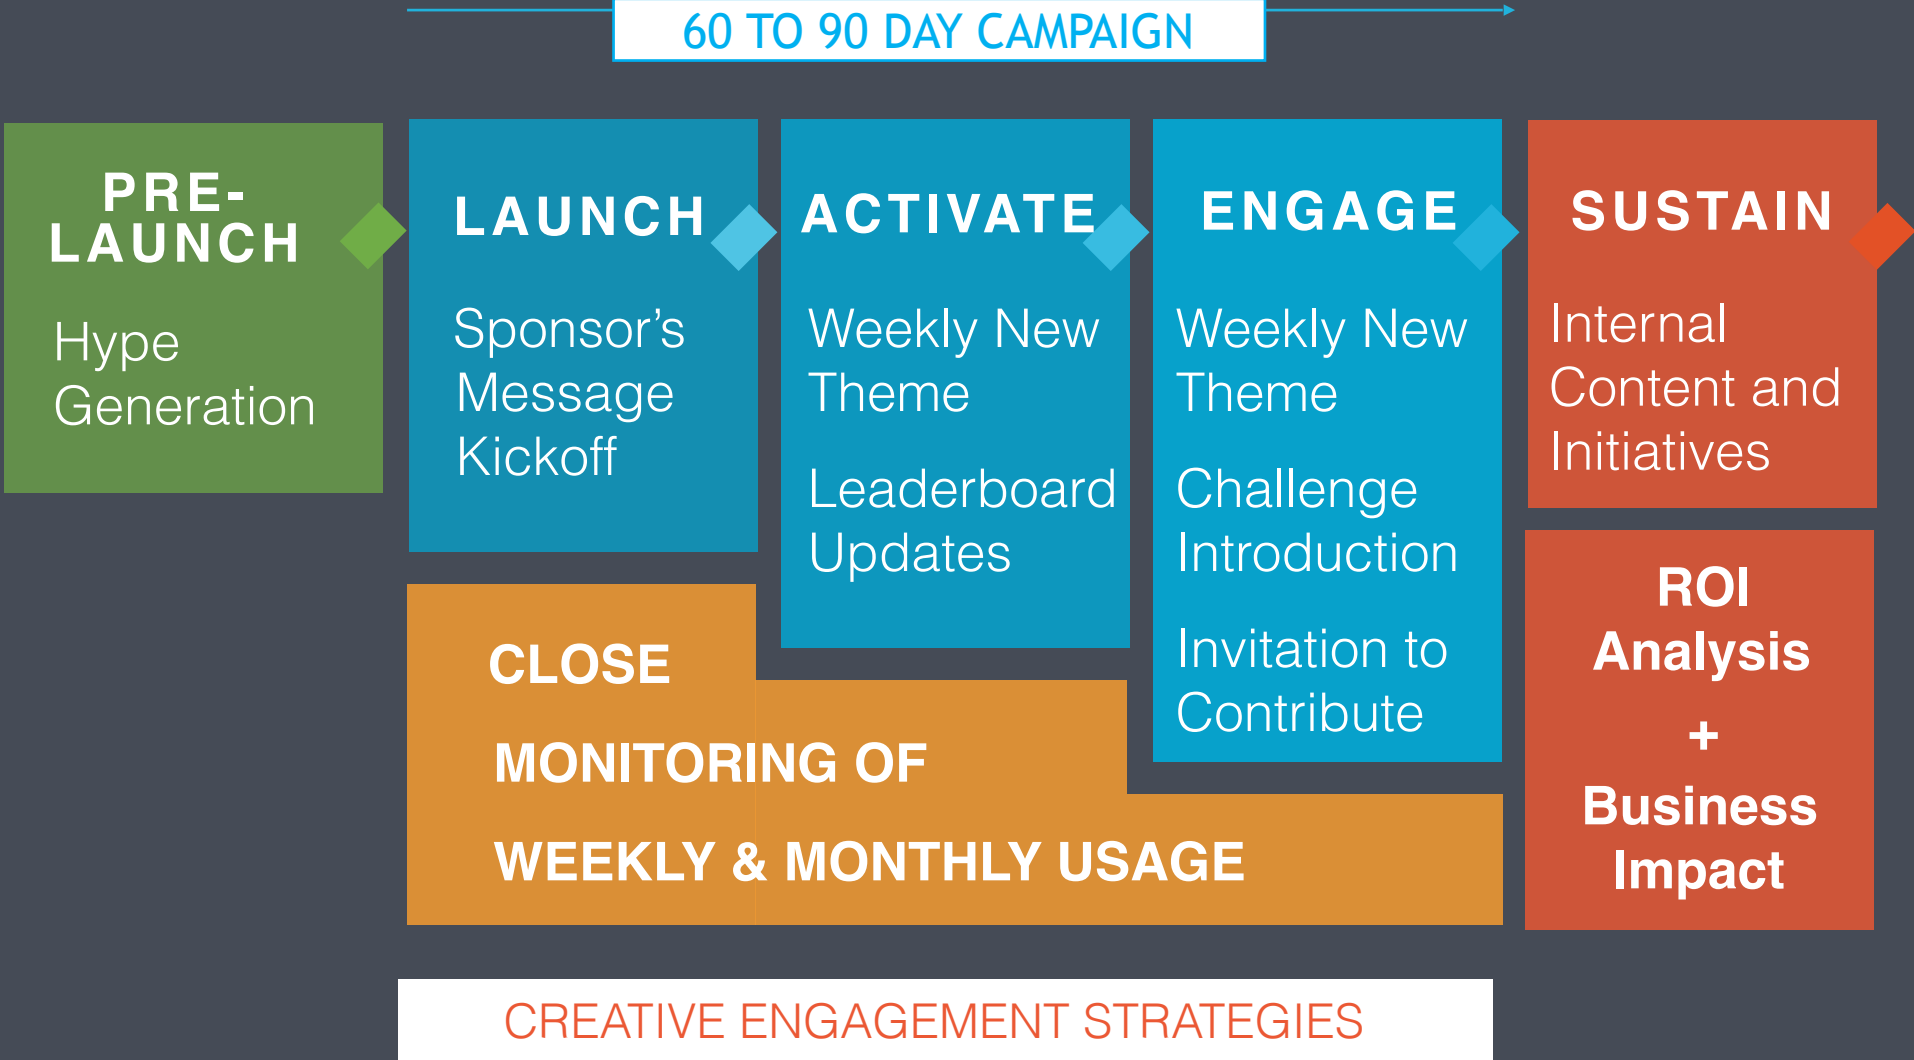 60 TO 90 DAY CAMPAIGN
PRE-
LAUNCH
Hype
Generation
LAUNCH
Sponsor’s
Message
Kickoff
ACTIVATE
Weekly New
Theme
Leaderboard
Updates
ENGAGE
Weekly New
Theme
Challenge
Introduction
Invitation to
Contribute
SUSTAIN
Internal
Content and
Initiatives
CLOSE
MONITORING OF
WEEKLY & MONTHLY USAGE
ROI
Analysis
+
Business
Impact
CREATIVE ENGAGEMENT STRATEGIES